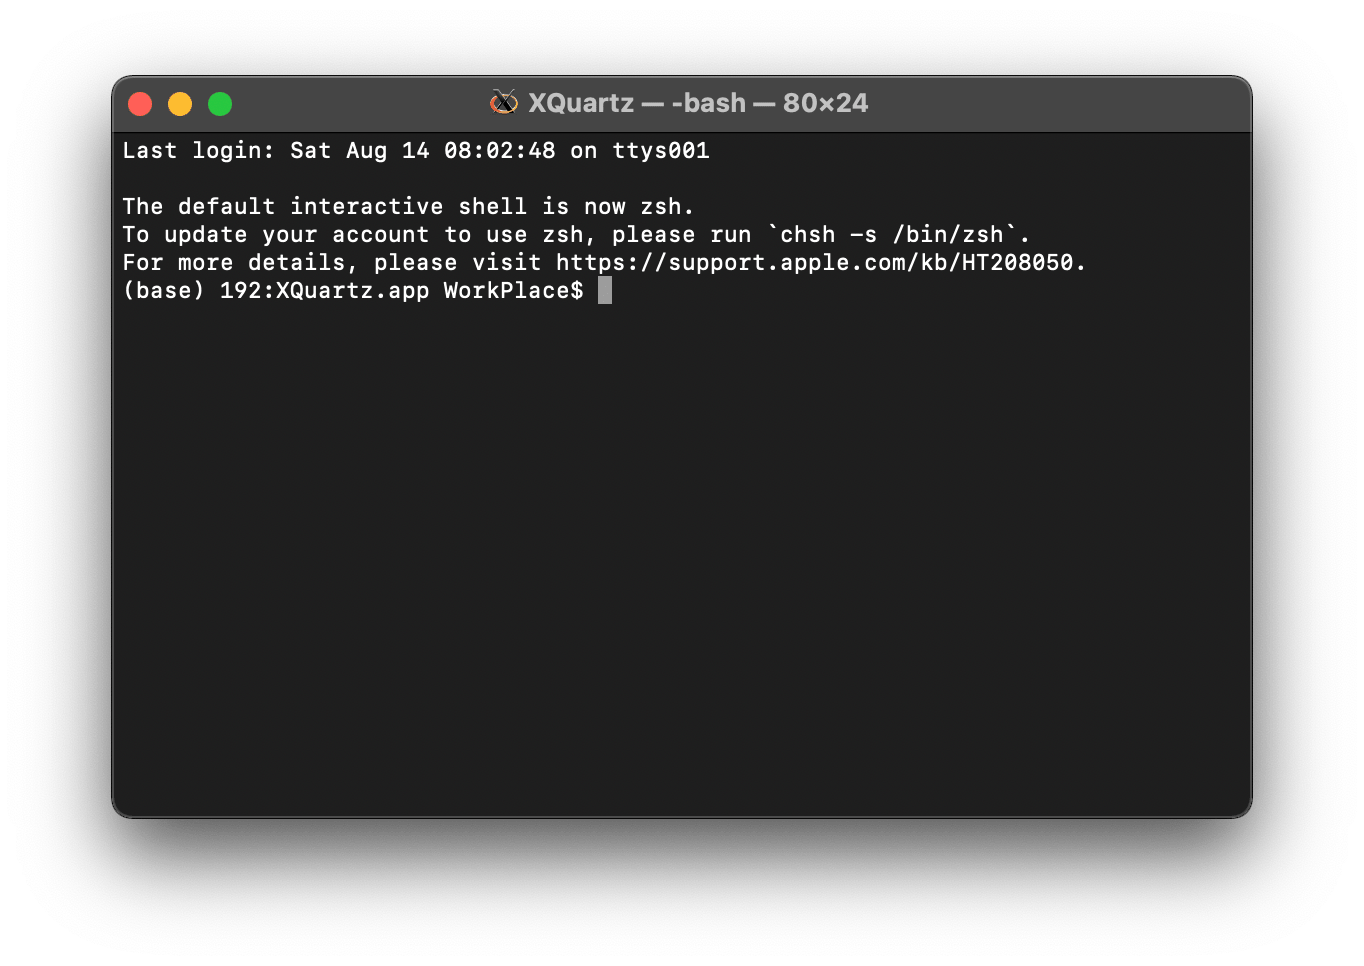 XQuartz — -bash — 80×24
Last login: Sat Aug 14 08:02:48 on ttys001
The default interactive shell is now zsh.
To update your account to use zsh, please run `chsh -s /bin/zsh`.
For more details, please visit https://support.apple.com/kb/HT208050.
(base) 192:XQuartz.app WorkPlace$